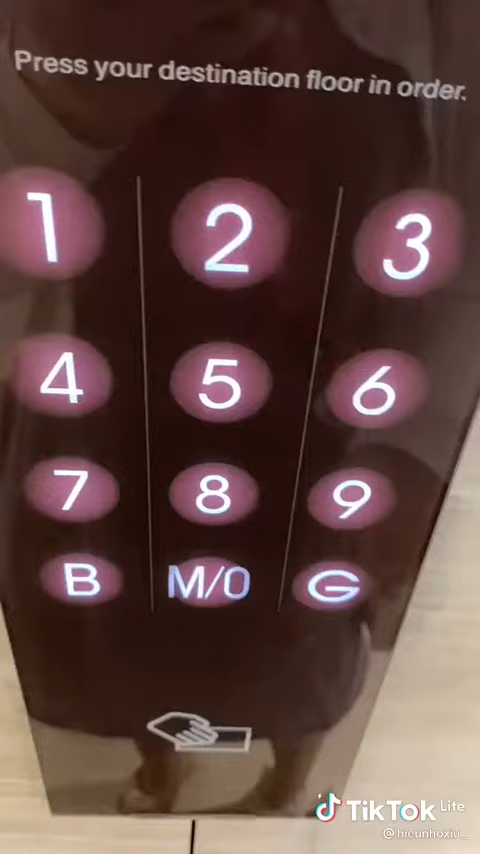 Press your destination floor in order.
1 2 3
4 5 6
7 8 9
B M/0 G
TikTok Lite
@hicunhoxiu_